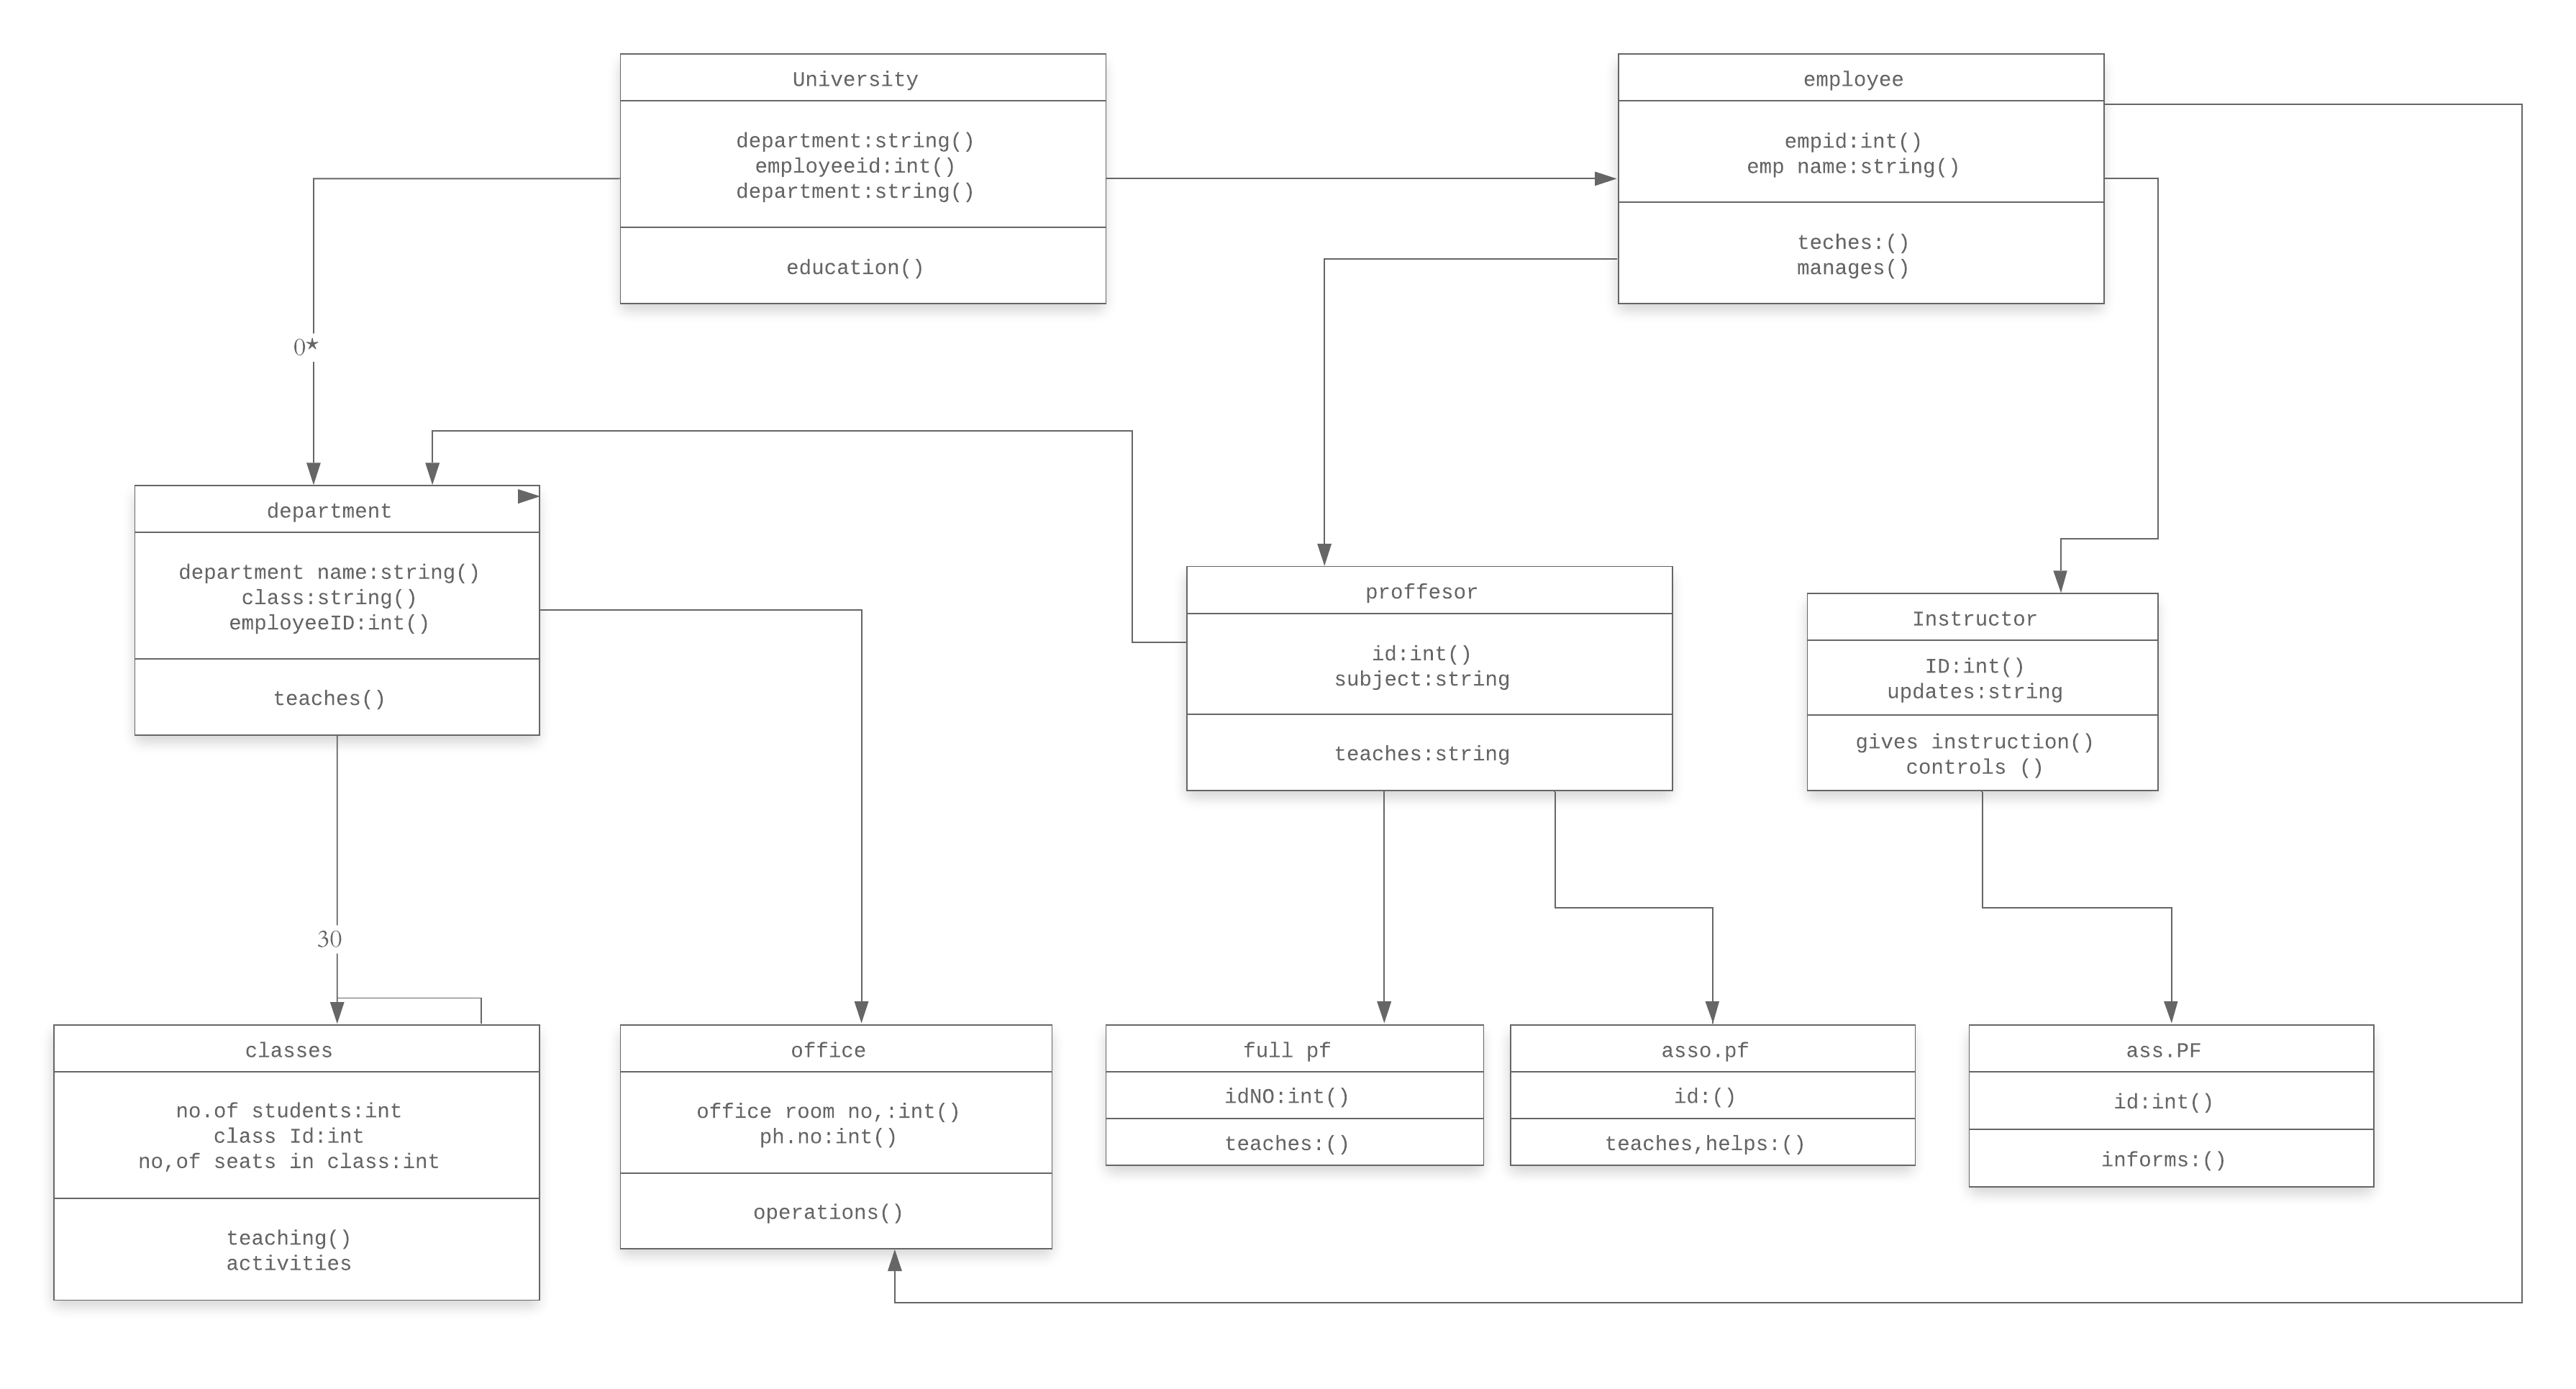 University
department:string()
employeeid:int()
department:string()
education()
employee
empid:int()
emp name:string()
teches:()
manages()
0*
department
department name:string()
class:string()
employeeID:int()
teaches()
proffesor
id:int()
subject:string
teaches:string
Instructor
ID:int()
updates:string
gives instruction()
controls ()
30
classes
no.of students:int
class Id:int
no,of seats in class:int
teaching()
activities
office
office room no,:int()
ph.no:int()
operations()
full pf
idNO:int()
teaches:()
asso.pf
id:()
teaches,helps:()
ass.PF
id:int()
informs:()